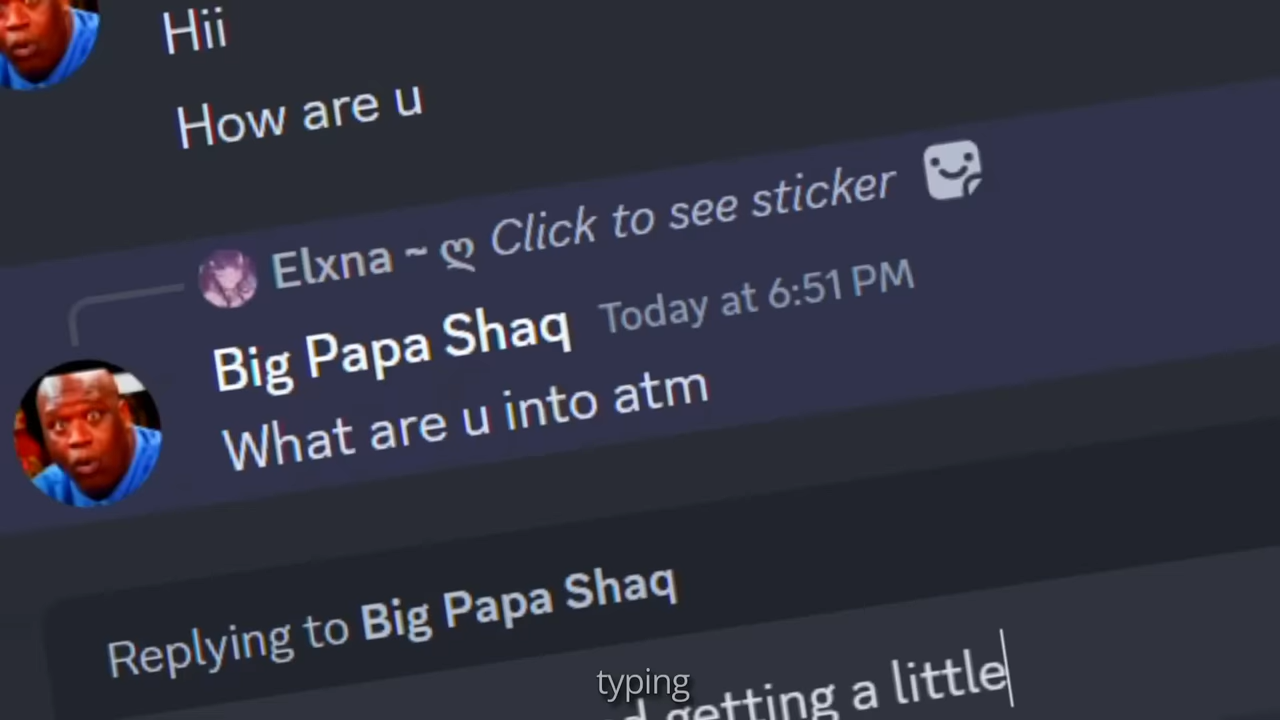 Hii
How are u
Elxna ~ ღ Click to see sticker
Big Papa Shaq Today at 6:51 PM
What are u into atm
Replying to Big Papa Shaq
getting a little
typing